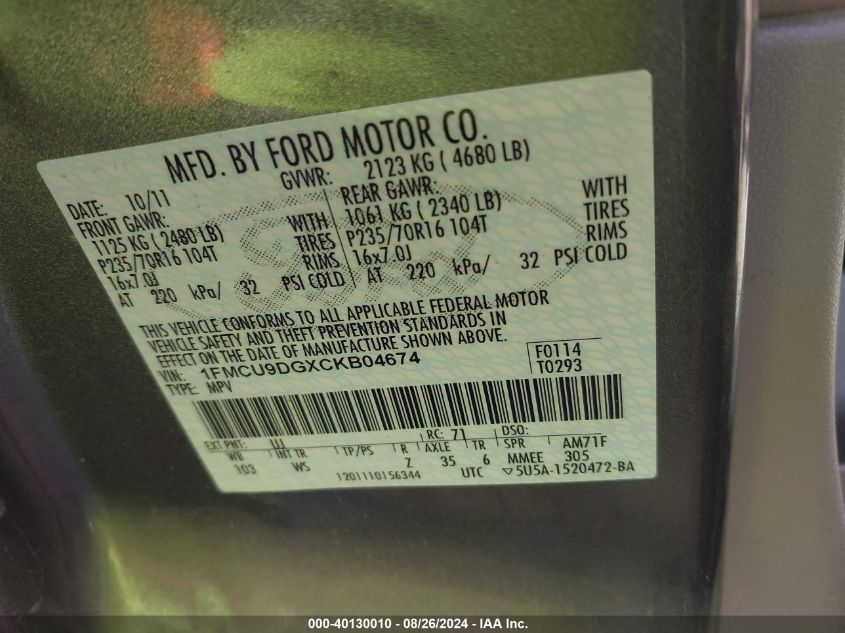 MFD. BY FORD MOTOR CO.
DATE: 10/11 GVWR: 2123 KG ( 4680 LB)
FRONT GAWR: REAR GAWR:
1125 KG ( 2480 LB) WITH 1061 KG ( 2340 LB) WITH
P235/70R16 104T TIRES P235/70R16 104T TIRES
16x7.0J RIMS 16x7.0J RIMS
AT 220 kPa/ 32 PSI COLD AT 220 kPa/ 32 PSI COLD
THIS VEHICLE CONFORMS TO ALL APPLICABLE FEDERAL MOTOR
VEHICLE SAFETY AND THEFT PREVENTION STANDARDS IN
EFFECT ON THE DATE OF MANUFACTURE SHOWN ABOVE.
VIN: 1FMCU9DGXCKB04674 F0114
TYPE: MPV T0293
EXT PNT: UJ RC: 71 DSO:
WB INT TR TP/PS R AXLE TR SPR AM71F
103 WS Z 35 6 MMEE 305
1201110156344 UTC ▽5U5A-1520472-BA
000-40130010 - 08/26/2024 - IAA Inc.